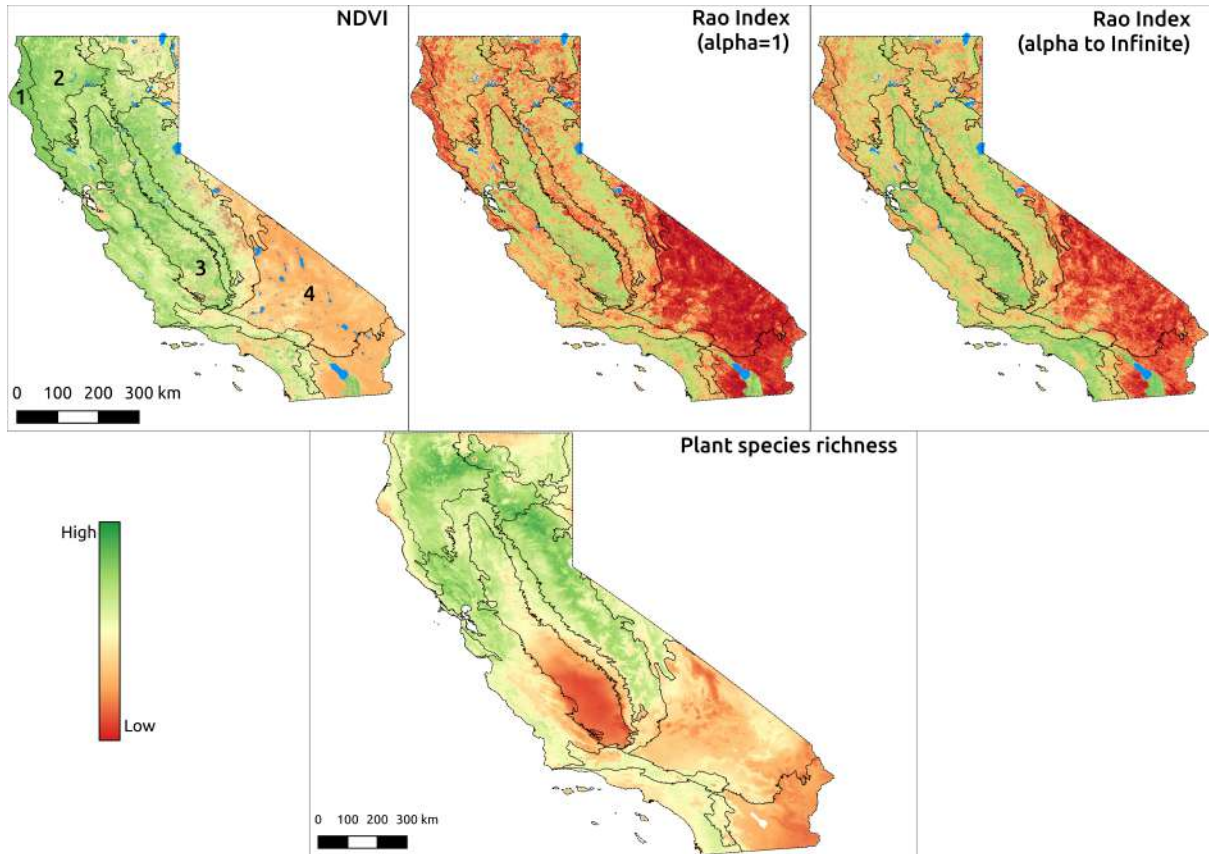 NDVI
Rao Index
(alpha=1)
Rao Index
(alpha to Infinite)
2
1
3
4
0 100 200 300 km
Plant species richness
High
Low
0 100 200 300 km